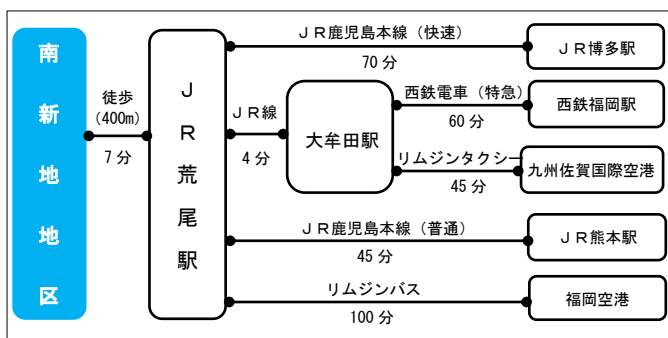 南新地地区
徒歩
(400m)
7分
ＪＲ荒尾駅
ＪＲ鹿児島本線（快速）
70分
ＪＲ博多駅
ＪＲ線
4分
大牟田駅
西鉄電車（特急）
60分
西鉄福岡駅
リムジンタクシー
45分
九州佐賀国際空港
ＪＲ鹿児島本線（普通）
45分
ＪＲ熊本駅
リムジンバス
100分
福岡空港